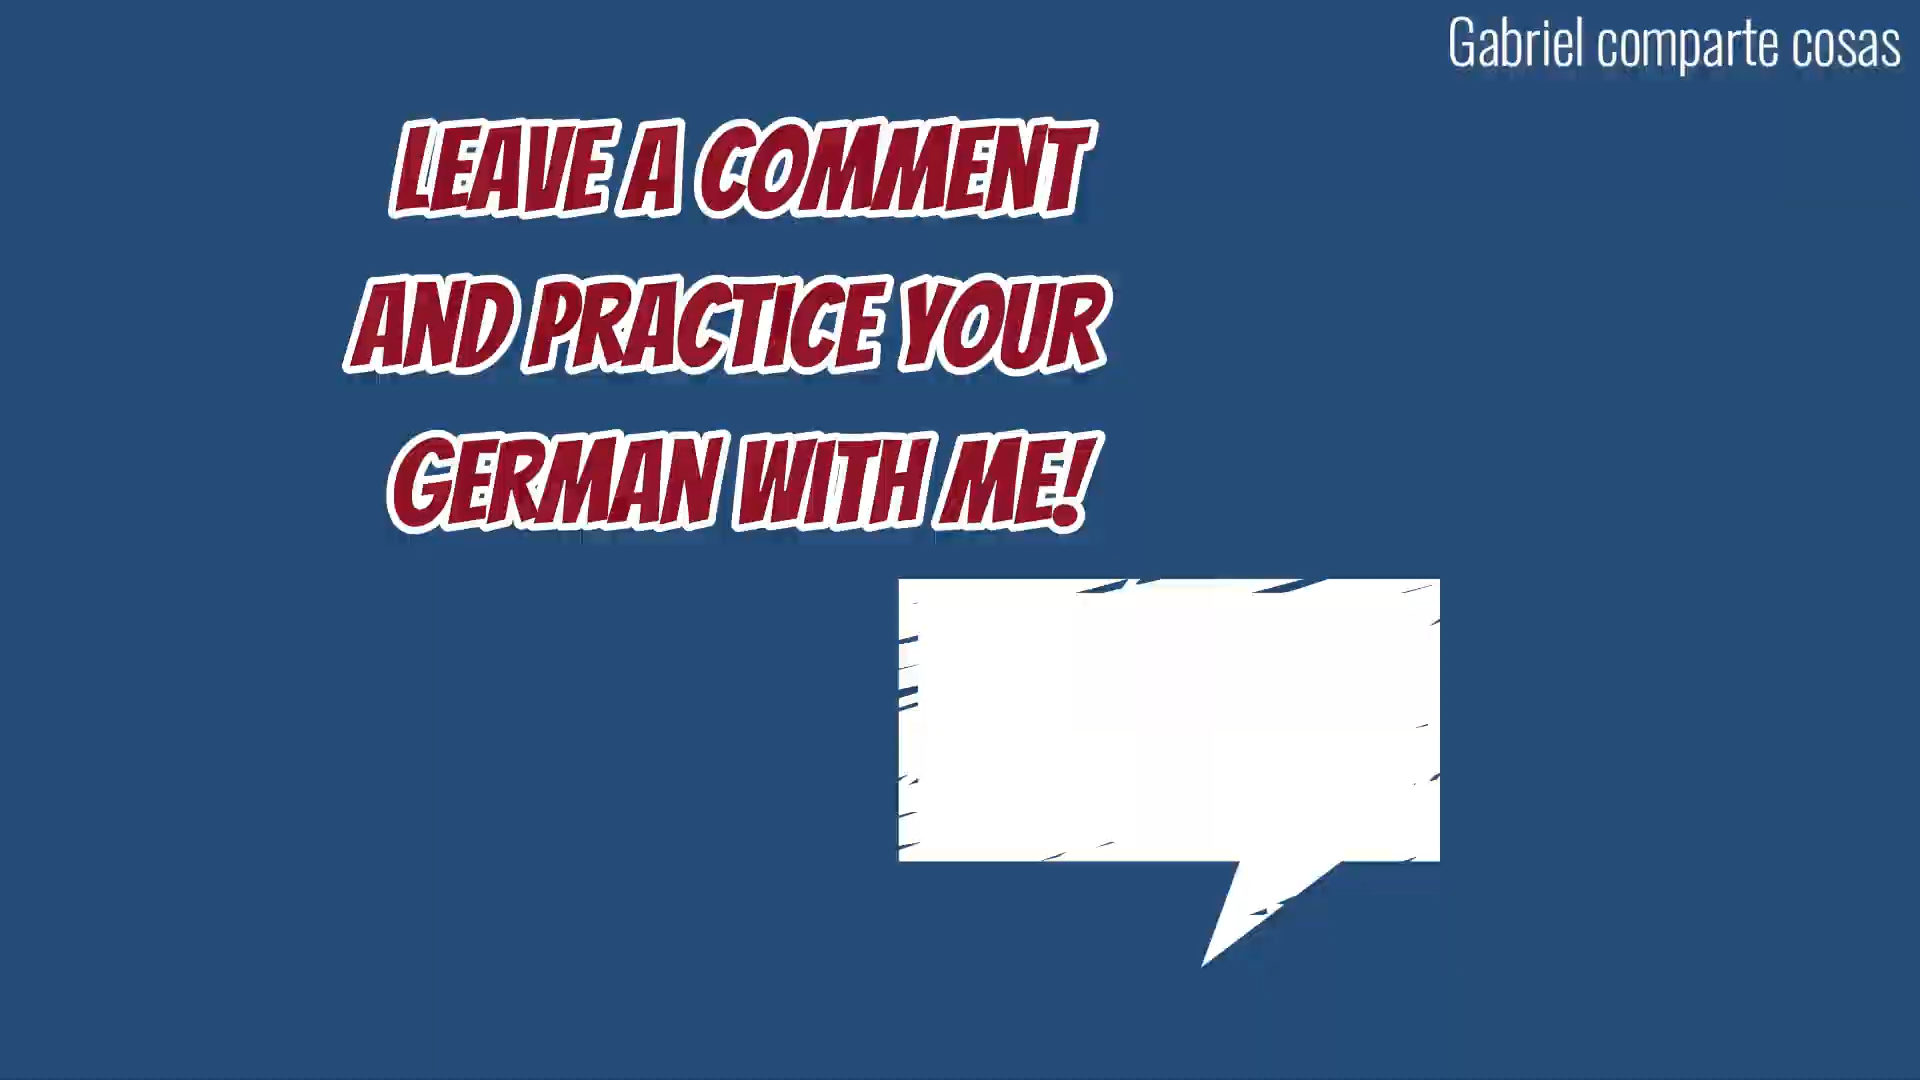 Gabriel comparte cosas
LEAVE A COMMENT
AND PRACTICE YOUR
GERMAN WITH ME!